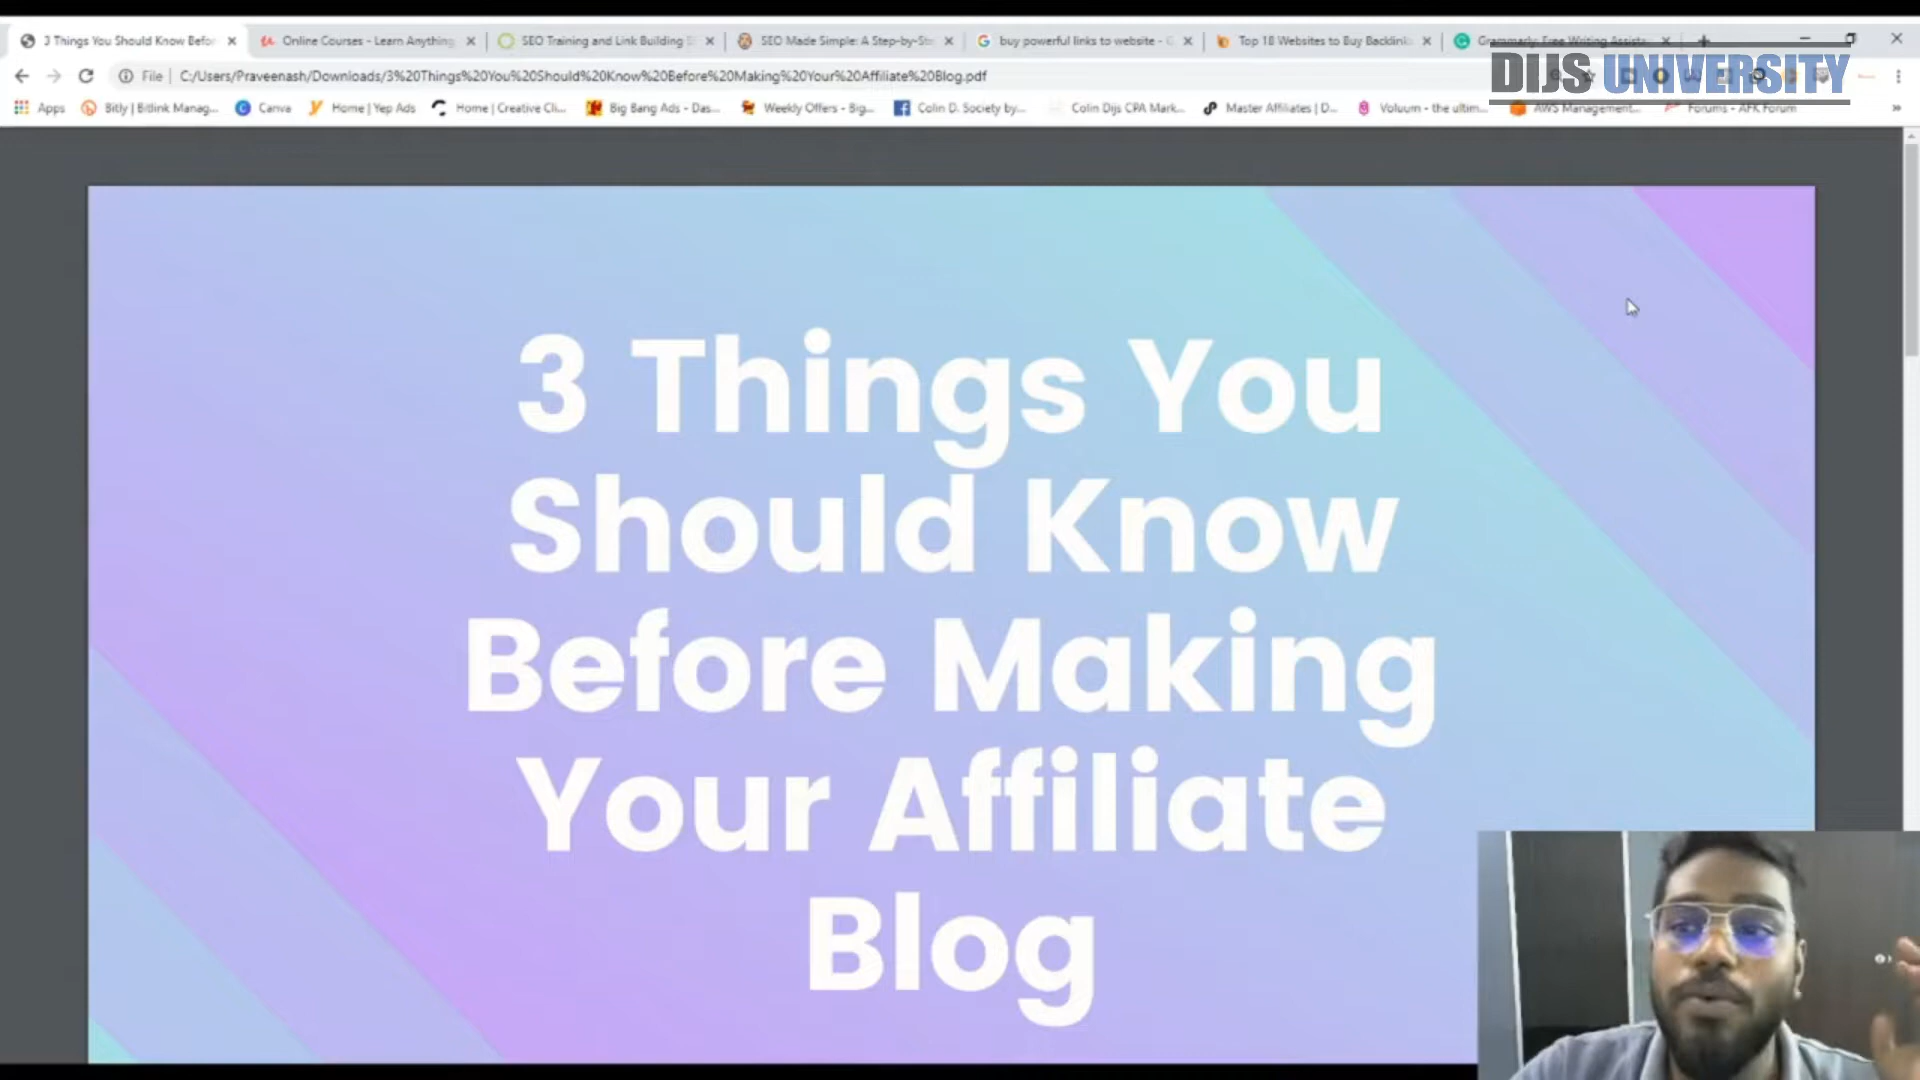 3 Things You Should Know Befor
Online Courses - Learn Anything
SEO Training and Link Building S
SEO Made Simple: A Step-by-Ste
buy powerful links to website - G
Top 18 Websites to Buy Backlink
Grammarly: Free Writing Assista
DIJS UNIVERSITY
File
C:/Users/Praveenash/Downloads/3%20Things%20You%20Should%20Know%20Before%20Making%20Your%20Affiliate%20Blog.pdf
Apps
Bitly | Bitlink Manag...
Canva
Home | Yep Ads
Home | Creative Cli...
Big Bang Ads - Das...
Weekly Offers - Big...
Colin D. Society by...
Colin Dijs CPA Mark...
Master Affiliates | D...
Voluum - the ultim...
AWS Management...
Forums - AFK Forum
3 Things You
Should Know
Before Making
Your Affiliate
Blog